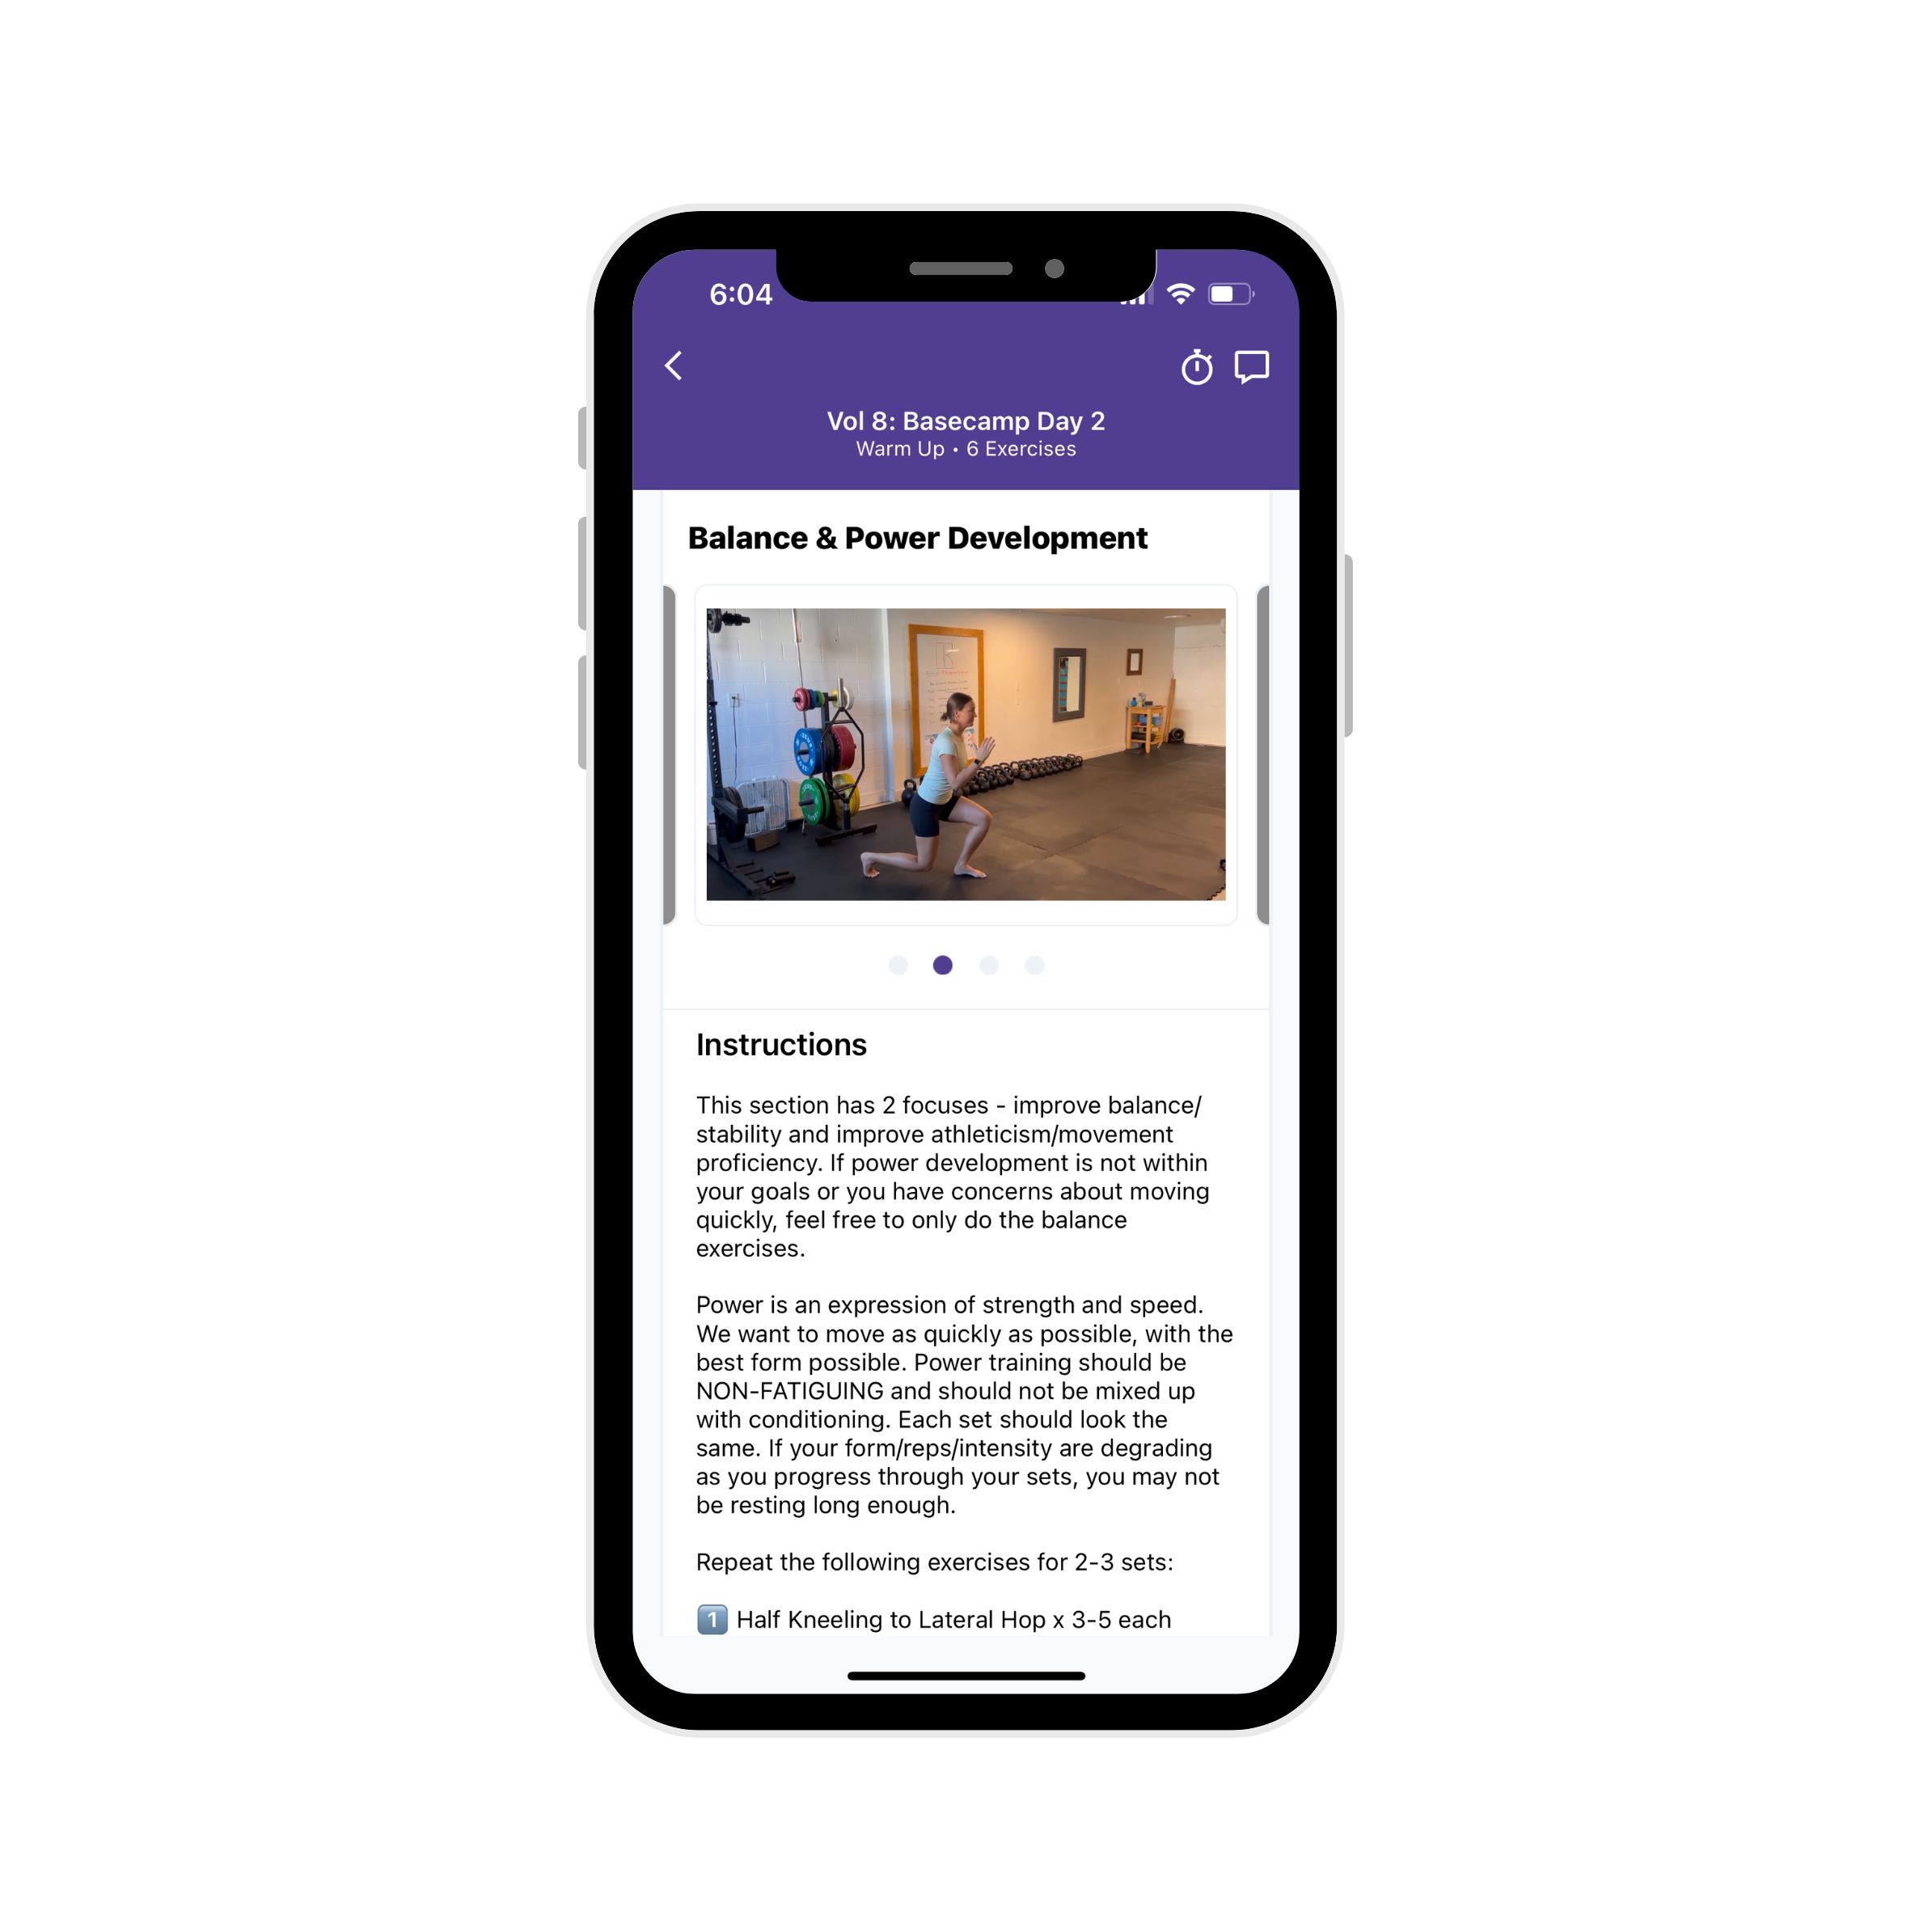 6:04
Vol 8: Basecamp Day 2
Warm Up • 6 Exercises
Balance & Power Development
Instructions
This section has 2 focuses - improve balance/
stability and improve athleticism/movement
proficiency. If power development is not within
your goals or you have concerns about moving
quickly, feel free to only do the balance
exercises.
Power is an expression of strength and speed.
We want to move as quickly as possible, with the
best form possible. Power training should be
NON-FATIGUING and should not be mixed up
with conditioning. Each set should look the
same. If your form/reps/intensity are degrading
as you progress through your sets, you may not
be resting long enough.
Repeat the following exercises for 2-3 sets:
1 Half Kneeling to Lateral Hop x 3-5 each